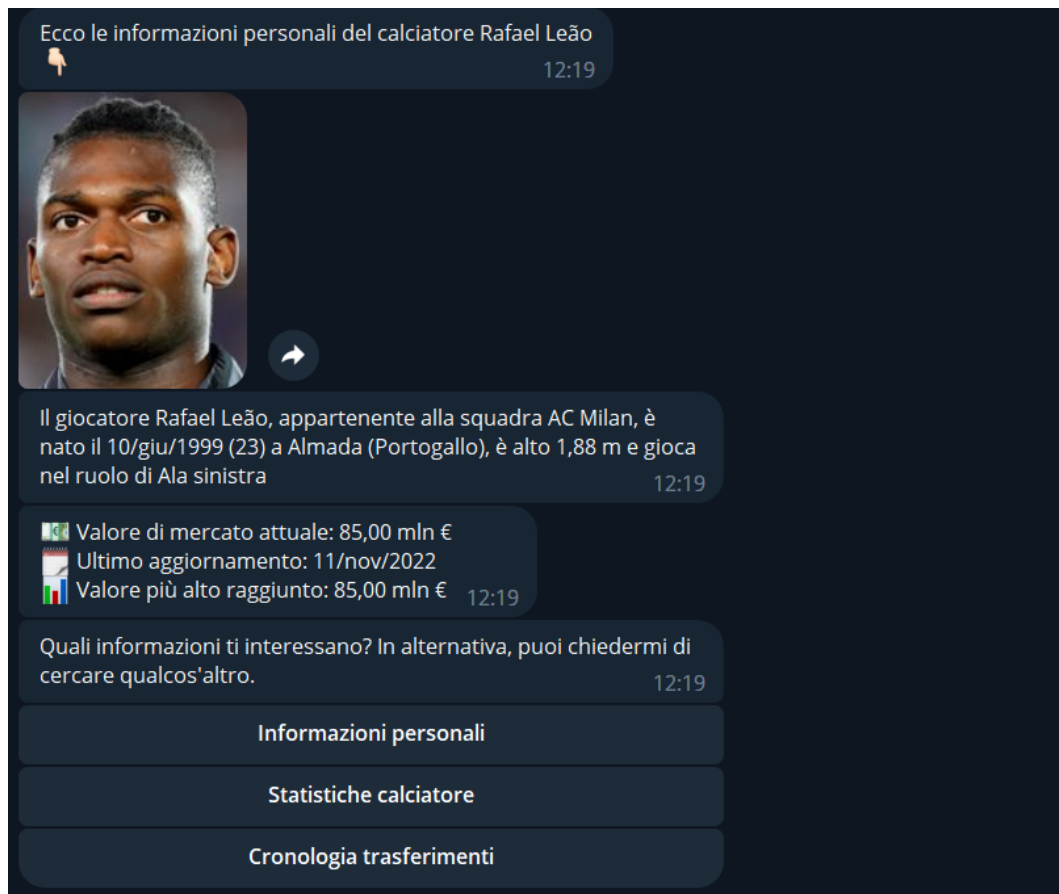 Ecco le informazioni personali del calciatore Rafael Leão
👇🏻
12:19
Il giocatore Rafael Leão, appartenente alla squadra AC Milan, è
nato il 10/giu/1999 (23) a Almada (Portogallo), è alto 1,88 m e gioca
nel ruolo di Ala sinistra
12:19
💶 Valore di mercato attuale: 85,00 mln €
🗓 Ultimo aggiornamento: 11/nov/2022
📊 Valore più alto raggiunto: 85,00 mln €
12:19
Quali informazioni ti interessano? In alternativa, puoi chiedermi di
cercare qualcos'altro.
12:19
Informazioni personali
Statistiche calciatore
Cronologia trasferimenti